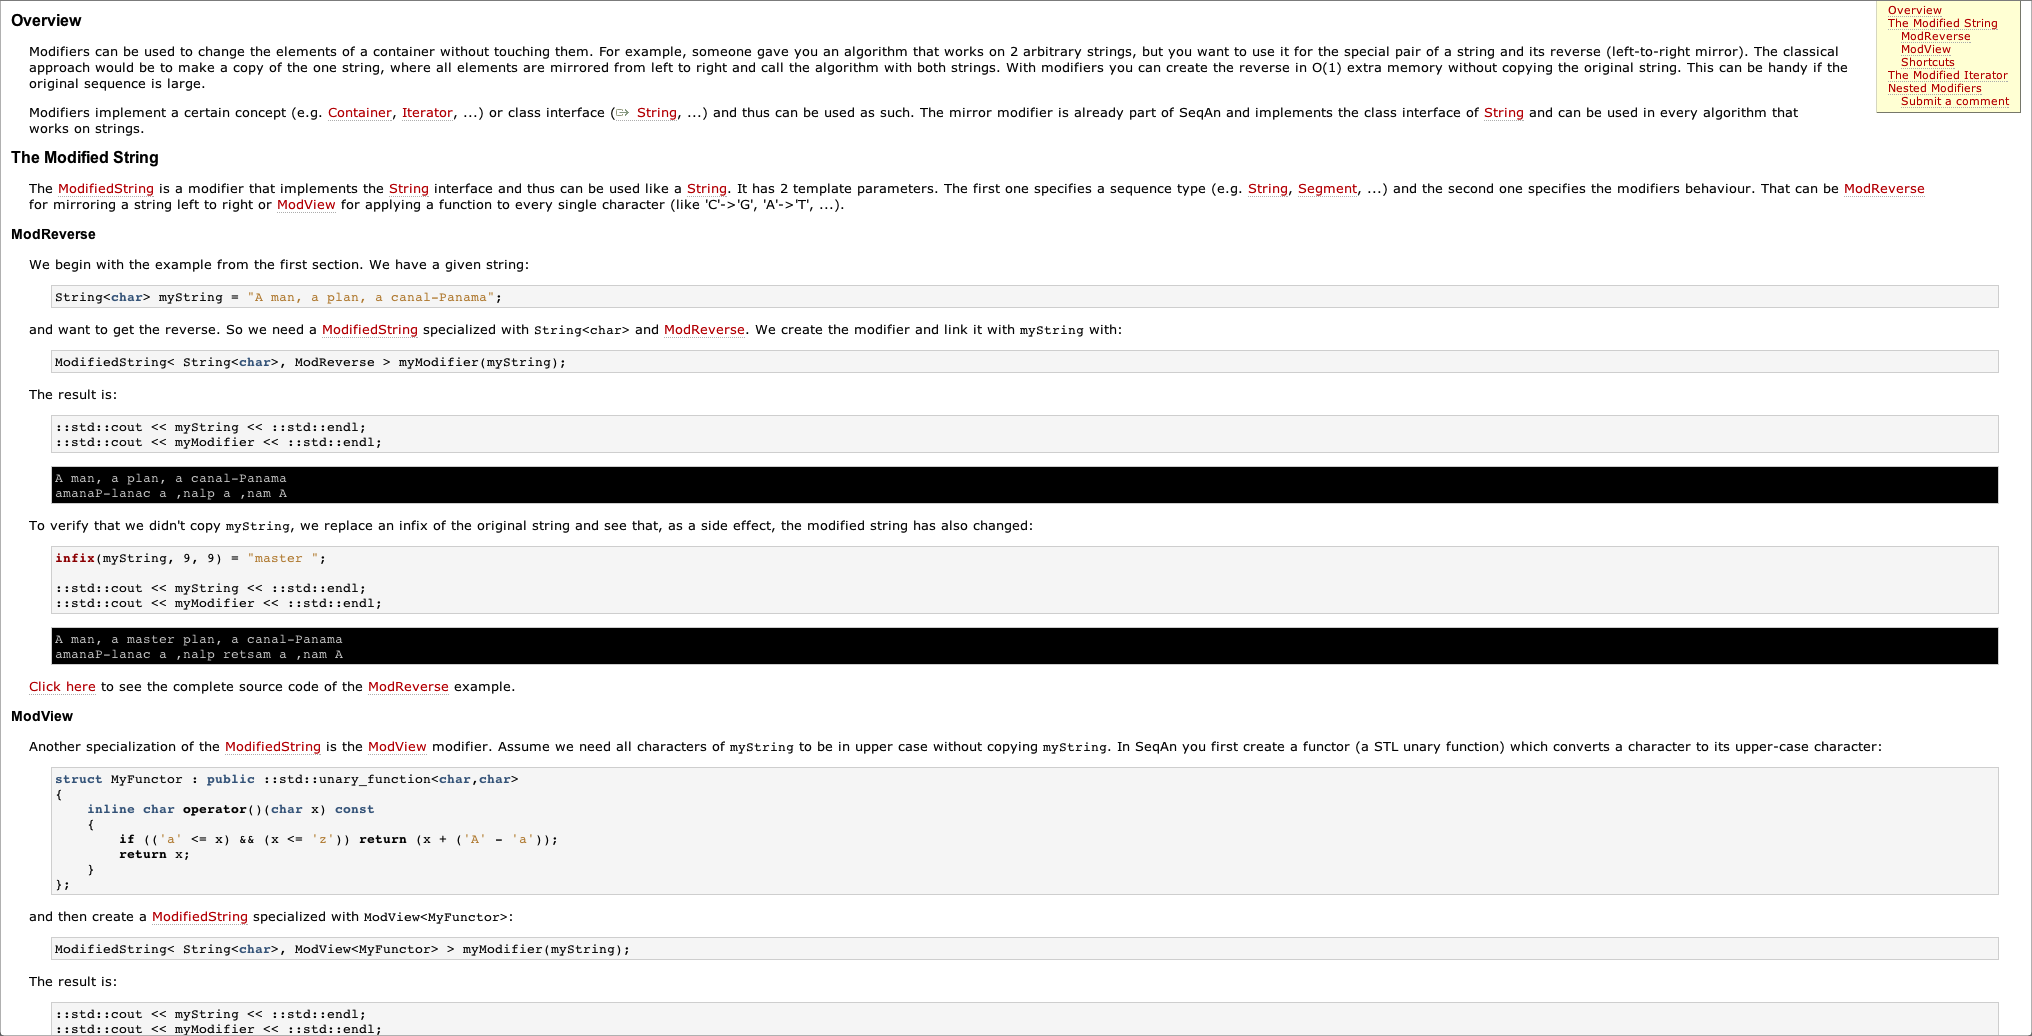 Overview
Overview
The Modified String
ModReverse
ModView
Shortcuts
The Modified Iterator
Nested Modifiers
Submit a comment
Modifiers can be used to change the elements of a container without touching them. For example, someone gave you an algorithm that works on 2 arbitrary strings, but you want to use it for the special pair of a string and its reverse (left-to-right mirror). The classical
approach would be to make a copy of the one string, where all elements are mirrored from left to right and call the algorithm with both strings. With modifiers you can create the reverse in O(1) extra memory without copying the original string. This can be handy if the
original sequence is large.
Modifiers implement a certain concept (e.g. Container, Iterator, ...) or class interface (⇨ String, ...) and thus can be used as such. The mirror modifier is already part of SeqAn and implements the class interface of String and can be used in every algorithm that
works on strings.
The Modified String
The ModifiedString is a modifier that implements the String interface and thus can be used like a String. It has 2 template parameters. The first one specifies a sequence type (e.g. String, Segment, ...) and the second one specifies the modifiers behaviour. That can be ModReverse
for mirroring a string left to right or ModView for applying a function to every single character (like 'C'->'G', 'A'->'T', ...).
ModReverse
We begin with the example from the first section. We have a given string:
String<char> myString = "A man, a plan, a canal-Panama";
and want to get the reverse. So we need a ModifiedString specialized with String<char> and ModReverse. We create the modifier and link it with myString with:
ModifiedString< String<char>, ModReverse > myModifier(myString);
The result is:
::std::cout << myString << ::std::endl;
::std::cout << myModifier << ::std::endl;
A man, a plan, a canal-Panama
amanaP-lanac a ,nalp a ,nam A
To verify that we didn't copy myString, we replace an infix of the original string and see that, as a side effect, the modified string has also changed:
infix(myString, 9, 9) = "master ";
::std::cout << myString << ::std::endl;
::std::cout << myModifier << ::std::endl;
A man, a master plan, a canal-Panama
amanaP-lanac a ,nalp retsam a ,nam A
Click here to see the complete source code of the ModReverse example.
ModView
Another specialization of the ModifiedString is the ModView modifier. Assume we need all characters of myString to be in upper case without copying myString. In SeqAn you first create a functor (a STL unary function) which converts a character to its upper-case character:
struct MyFunctor : public ::std::unary_function<char,char>
{
    inline char operator()(char x) const
    {
        if (('a' <= x) && (x <= 'z')) return (x + ('A' - 'a'));
        return x;
    }
};
and then create a ModifiedString specialized with ModView<MyFunctor>:
ModifiedString< String<char>, ModView<MyFunctor> > myModifier(myString);
The result is:
::std::cout << myString << ::std::endl;
::std::cout << myModifier << ::std::endl;